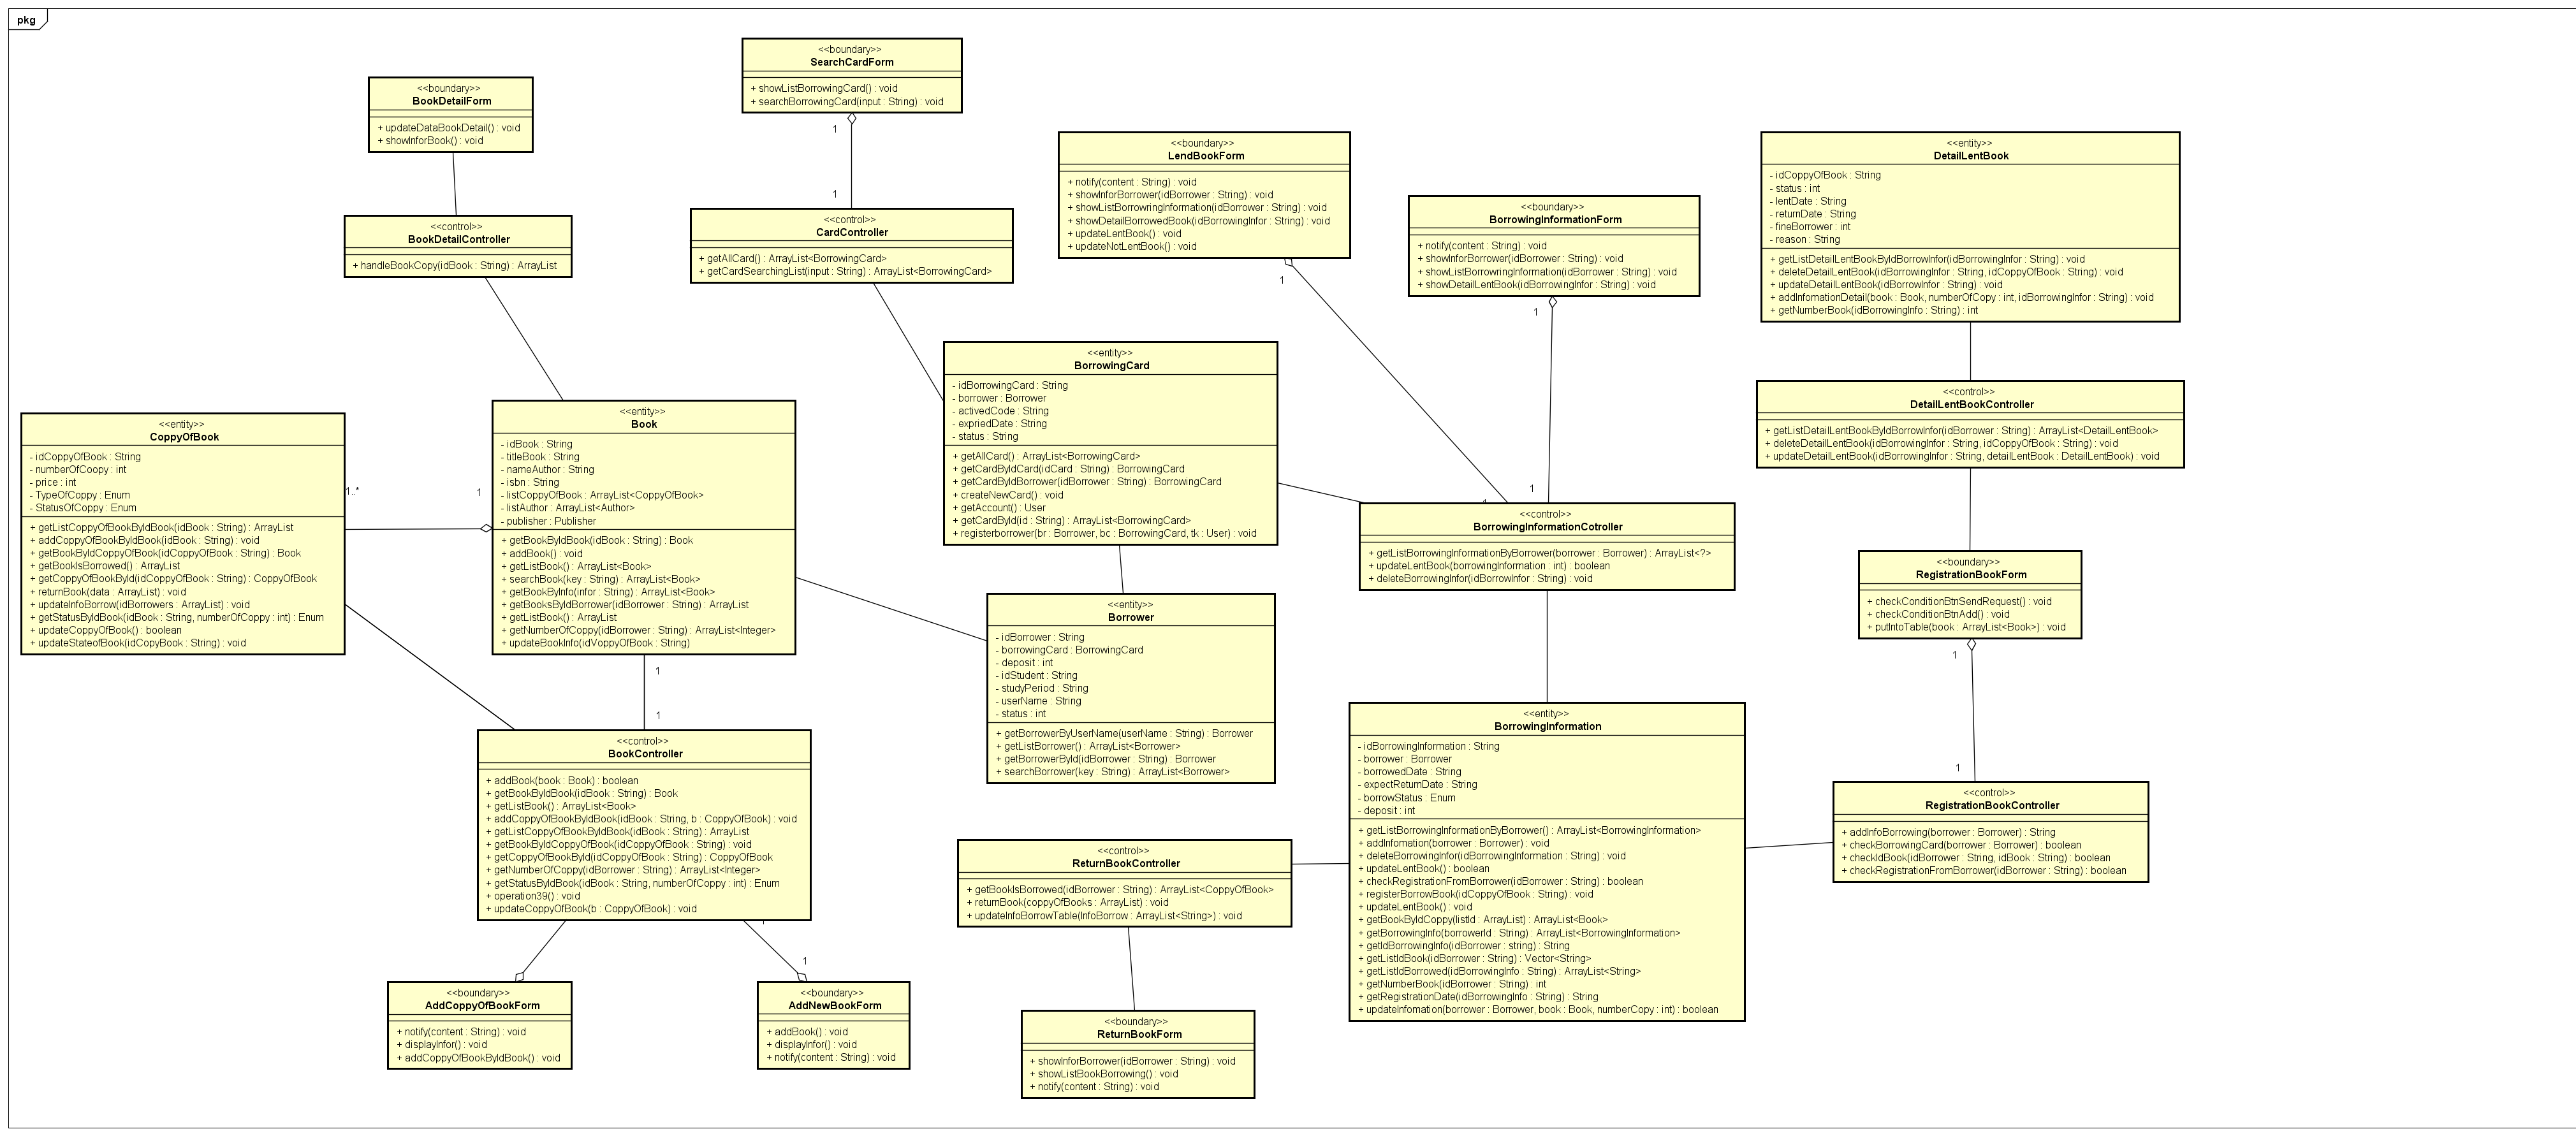 pkg
<<boundary>>
SearchCardForm
+ showListBorrowingCard() : void
+ searchBorrowingCard(input : String) : void
1
1
<<boundary>>
BookDetailForm
+ updateDataBookDetail() : void
+ showInforBook() : void
<<boundary>>
LendBookForm
+ notify(content : String) : void
+ showInforBorrower(idBorrower : String) : void
+ showListBorrowringInformation(idBorrower : String) : void
+ showDetailBorrowedBook(idBorrowingInfor : String) : void
+ updateLentBook() : void
+ updateNotLentBook() : void
1
<<entity>>
DetailLentBook
- idCoppyOfBook : String
- status : int
- lentDate : String
- returnDate : String
- fineBorrower : int
- reason : String
+ getListDetailLentBookByIdBorrowInfor(idBorrowingInfor : String) : void
+ deleteDetailLentBook(idBorrowingInfor : String, idCoppyOfBook : String) : void
+ updateDetailLentBook(idBorrowInfor : String) : void
+ addInfomationDetail(book : Book, numberOfCopy : int, idBorrowingInfor : String) : void
+ getNumberBook(idBorrowingInfo : String) : int
<<boundary>>
BorrowingInformationForm
+ notify(content : String) : void
+ showInforBorrower(idBorrower : String) : void
+ showListBorrowringInformation(idBorrower : String) : void
+ showDetailLentBook(idBorrowingInfor : String) : void
1
1
<<control>>
BookDetailController
+ handleBookCopy(idBook : String) : ArrayList
<<control>>
CardController
+ getAllCard() : ArrayList<BorrowingCard>
+ getCardSearchingList(input : String) : ArrayList<BorrowingCard>
<<entity>>
BorrowingCard
- idBorrowingCard : String
- borrower : Borrower
- activedCode : String
- expriedDate : String
- status : String
+ getAllCard() : ArrayList<BorrowingCard>
+ getCardByIdCard(idCard : String) : BorrowingCard
+ getCardByIdBorrower(idBorrower : String) : BorrowingCard
+ createNewCard() : void
+ getAccount() : User
+ getCardById(id : String) : ArrayList<BorrowingCard>
+ registerborrower(br : Borrower, bc : BorrowingCard, tk : User) : void
<<control>>
DetailLentBookController
+ getListDetailLentBookByIdBorrowInfor(idBorrower : String) : ArrayList<DetailLentBook>
+ deleteDetailLentBook(idBorrowingInfor : String, idCoppyOfBook : String) : void
+ updateDetailLentBook(idBorrowingInfor : String, detailLentBook : DetailLentBook) : void
<<entity>>
CoppyOfBook
- idCoppyOfBook : String
- numberOfCoopy : int
- price : int
- TypeOfCoppy : Enum
- StatusOfCoppy : Enum
+ getListCoppyOfBookByIdBook(idBook : String) : ArrayList
+ addCoppyOfBookByIdBook(idBook : String) : void
+ getBookByIdCoppyOfBook(idCoppyOfBook : String) : Book
+ getBookIsBorrowed() : ArrayList
+ getCoppyOfBookById(idCoppyOfBook : String) : CoppyOfBook
+ returnBook(data : ArrayList) : void
+ updateInfoBorrow(idBorrowers : ArrayList) : void
+ getStatusByIdBook(idBook : String, numberOfCoppy : int) : Enum
+ updateCoppyOfBook() : boolean
+ updateStateofBook(idCopyBook : String) : void
1..*
1
<<entity>>
Book
- idBook : String
- titleBook : String
- nameAuthor : String
- isbn : String
- listCoppyOfBook : ArrayList<CoppyOfBook>
- listAuthor : ArrayList<Author>
- publisher : Publisher
+ getBookByIdBook(idBook : String) : Book
+ addBook() : void
+ getListBook() : ArrayList<Book>
+ searchBook(key : String) : ArrayList<Book>
+ getBookByInfo(infor : String) : ArrayList<Book>
+ getBooksByIdBorrower(idBorrower : String) : ArrayList
+ getListBook() : ArrayList
+ getNumberOfCoppy(idBorrower : String) : ArrayList<Integer>
+ updateBookInfo(idVoppyOfBook : String)
1
1
<<control>>
BorrowingInformationCotroller
+ getListBorrowingInformationByBorrower(borrower : Borrower) : ArrayList<?>
+ updateLentBook(borrowingInformation : int) : boolean
+ deleteBorrowingInfor(idBorrowInfor : String) : void
<<boundary>>
RegistrationBookForm
+ checkConditionBtnSendRequest() : void
+ checkConditionBtnAdd() : void
+ putIntoTable(book : ArrayList<Book>) : void
1
1
<<entity>>
Borrower
- idBorrower : String
- borrowingCard : BorrowingCard
- deposit : int
- idStudent : String
- studyPeriod : String
- userName : String
- status : int
+ getBorrowerByUserName(userName : String) : Borrower
+ getListBorrower() : ArrayList<Borrower>
+ getBorrowerById(idBorrower : String) : Borrower
+ searchBorrower(key : String) : ArrayList<Borrower>
<<entity>>
BorrowingInformation
- idBorrowingInformation : String
- borrower : Borrower
- borrowedDate : String
- expectReturnDate : String
- borrowStatus : Enum
- deposit : int
+ getListBorrowingInformationByBorrower() : ArrayList<BorrowingInformation>
+ addInfomation(borrower : Borrower) : void
+ deleteBorrowingInfor(idBorrowingInformation : String) : void
+ updateLentBook() : boolean
+ checkRegistrationFromBorrower(idBorrower : String) : boolean
+ registerBorrowBook(idCoppyOfBook : String) : void
+ updateLentBook() : void
+ getBookByIdCoppy(listId : ArrayList) : ArrayList<Book>
+ getBorrowingInfo(borrowerId : String) : ArrayList<BorrowingInformation>
+ getIdBorrowingInfo(idBorrower : string) : String
+ getListIdBook(idBorrower : String) : Vector<String>
+ getListIdBorrowed(idBorrowingInfo : String) : ArrayList<String>
+ getNumberBook(idBorrower : String) : int
+ getRegistrationDate(idBorrowingInfo : String) : String
+ updateInfomation(borrower : Borrower, book : Book, numberCopy : int) : boolean
<<control>>
BookController
+ addBook(book : Book) : boolean
+ getBookByIdBook(idBook : String) : Book
+ getListBook() : ArrayList<Book>
+ addCoppyOfBookByIdBook(idBook : String, b : CoppyOfBook) : void
+ getListCoppyOfBookByIdBook(idBook : String) : ArrayList
+ getBookByIdCoppyOfBook(idCoppyOfBook : String) : void
+ getCoppyOfBookById(idCoppyOfBook : String) : CoppyOfBook
+ getNumberOfCoppy(idBorrower : String) : ArrayList<Integer>
+ getStatusByIdBook(idBook : String, numberOfCoppy : int) : Enum
+ operation39() : void
+ updateCoppyOfBook(b : CoppyOfBook) : void
1
<<control>>
RegistrationBookController
+ addInfoBorrowing(borrower : Borrower) : String
+ checkBorrowingCard(borrower : Borrower) : boolean
+ checkIdBook(idBorrower : String, idBook : String) : boolean
+ checkRegistrationFromBorrower(idBorrower : String) : boolean
<<control>>
ReturnBookController
+ getBookIsBorrowed(idBorrower : String) : ArrayList<CoppyOfBook>
+ returnBook(coppyOfBooks : ArrayList) : void
+ updateInfoBorrowTable(InfoBorrow : ArrayList<String>) : void
<<boundary>>
AddCoppyOfBookForm
+ notify(content : String) : void
+ displayInfor() : void
+ addCoppyOfBookByIdBook() : void
<<boundary>>
AddNewBookForm
+ addBook() : void
+ displayInfor() : void
+ notify(content : String) : void
<<boundary>>
ReturnBookForm
+ showInforBorrower(idBorrower : String) : void
+ showListBookBorrowing() : void
+ notify(content : String) : void